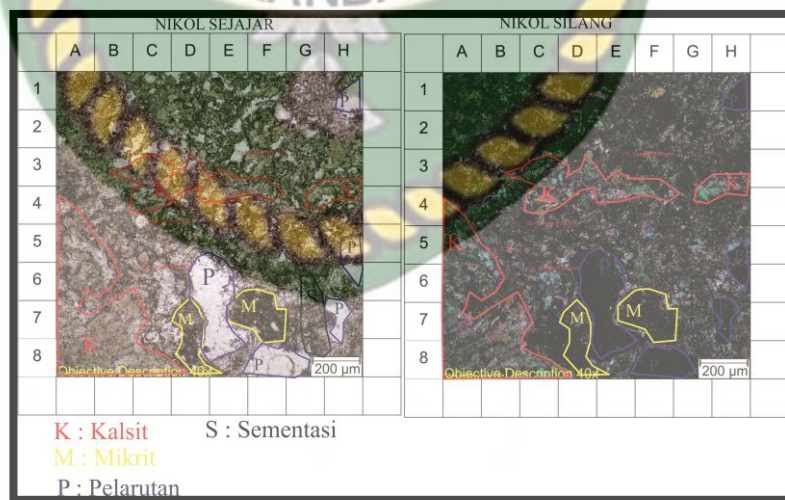 NIKOL SEJAJAR
NIKOL SILANG
A B C D E F G H
A B C D E F G H
1
2
3
4
5
6
7
8
1
2
3
4
5
6
7
8
P
K
K
P
P
P
M
M
K
P
K
K
K
P
M
M
P
Objective Description 40x
200 µm
Objective Description 40x
200 µm
K : Kalsit
S : Sementasi
M : Mikrit
P : Pelarutan